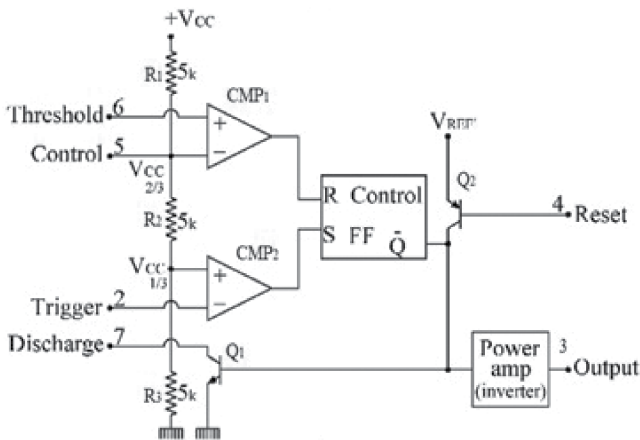 +Vcc
R1 5k
Threshold 6
CMP1
+
−
Control 5
Vcc
2/3
VREF
Q2
R Control
4
Reset
R2 5k
S FF Q̄
CMP2
Vcc
1/3
+
−
Trigger 2
Discharge 7
Q1
Power
amp
(inverter)
3
Output
R3 5k